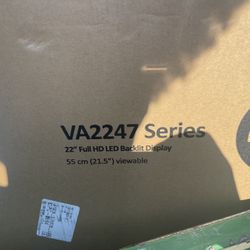 VA2247 Series
22" Full HD LED Backlit Display
55 cm (21.5") viewable